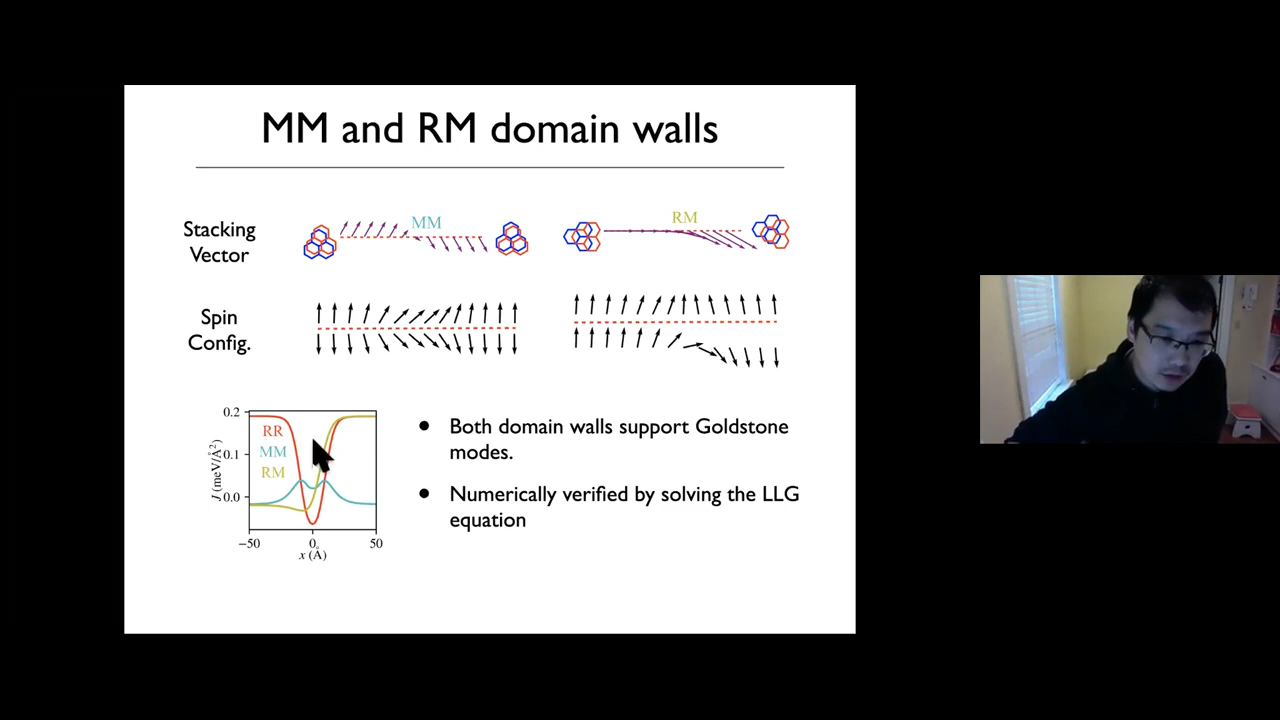 MM and RM domain walls
Stacking
Vector
MM
RM
Spin
Config.
0.2
0.1
0.0
J (meV/Å²)
RR
MM
RM
−50
0
50
x (Å)
• Both domain walls support Goldstone
modes.
• Numerically verified by solving the LLG
equation